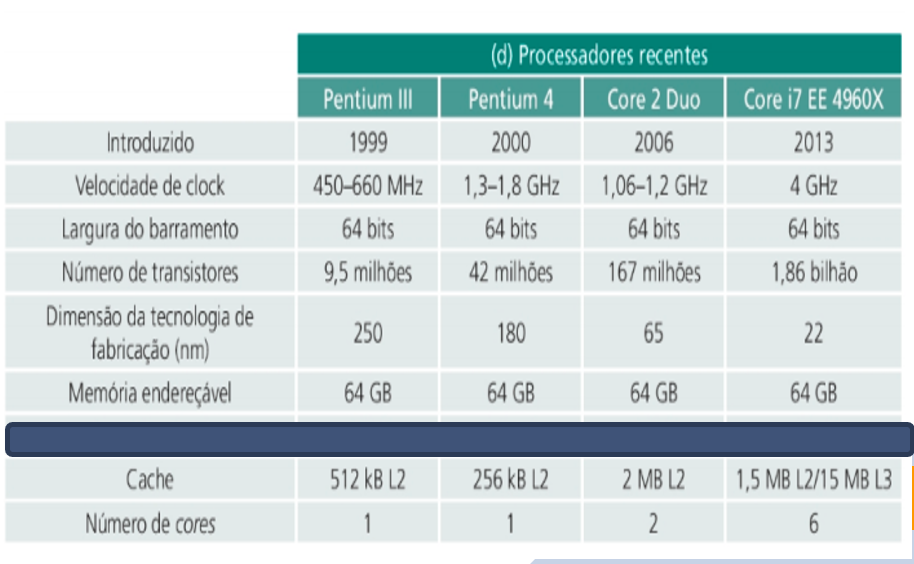 (d) Processadores recentes
Pentium III Pentium 4 Core 2 Duo Core i7 EE 4960X
Introduzido 1999 2000 2006 2013
Velocidade de clock 450–660 MHz 1,3–1,8 GHz 1,06–1,2 GHz 4 GHz
Largura do barramento 64 bits 64 bits 64 bits 64 bits
Número de transistores 9,5 milhões 42 milhões 167 milhões 1,86 bilhão
Dimensão da tecnologia de
fabricação (nm) 250 180 65 22
Memória endereçável 64 GB 64 GB 64 GB 64 GB
Cache 512 kB L2 256 kB L2 2 MB L2 1,5 MB L2/15 MB L3
Número de cores 1 1 2 6